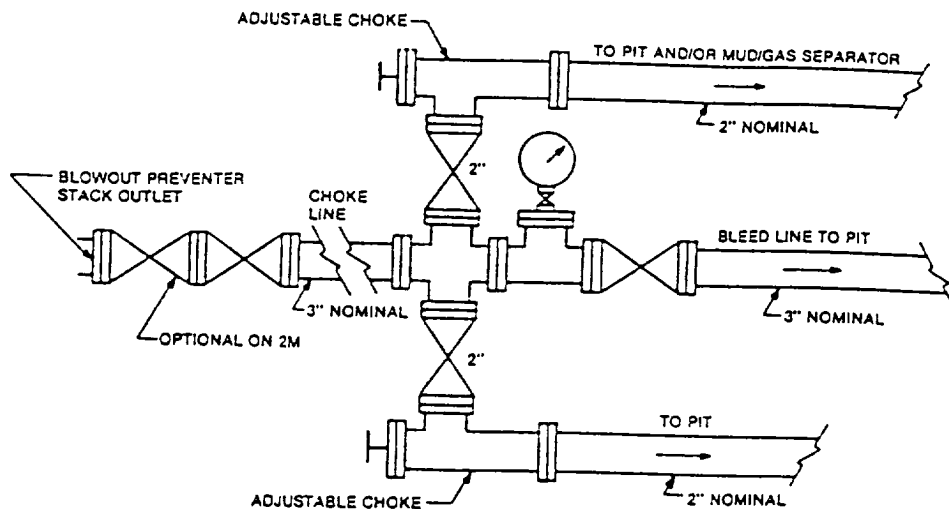 ADJUSTABLE CHOKE
TO PIT AND/OR MUD/GAS SEPARATOR
2" NOMINAL
2"
BLOWOUT PREVENTER
STACK OUTLET
CHOKE
LINE
BLEED LINE TO PIT
3" NOMINAL
3" NOMINAL
OPTIONAL ON 2M
2"
TO PIT
ADJUSTABLE CHOKE
2" NOMINAL